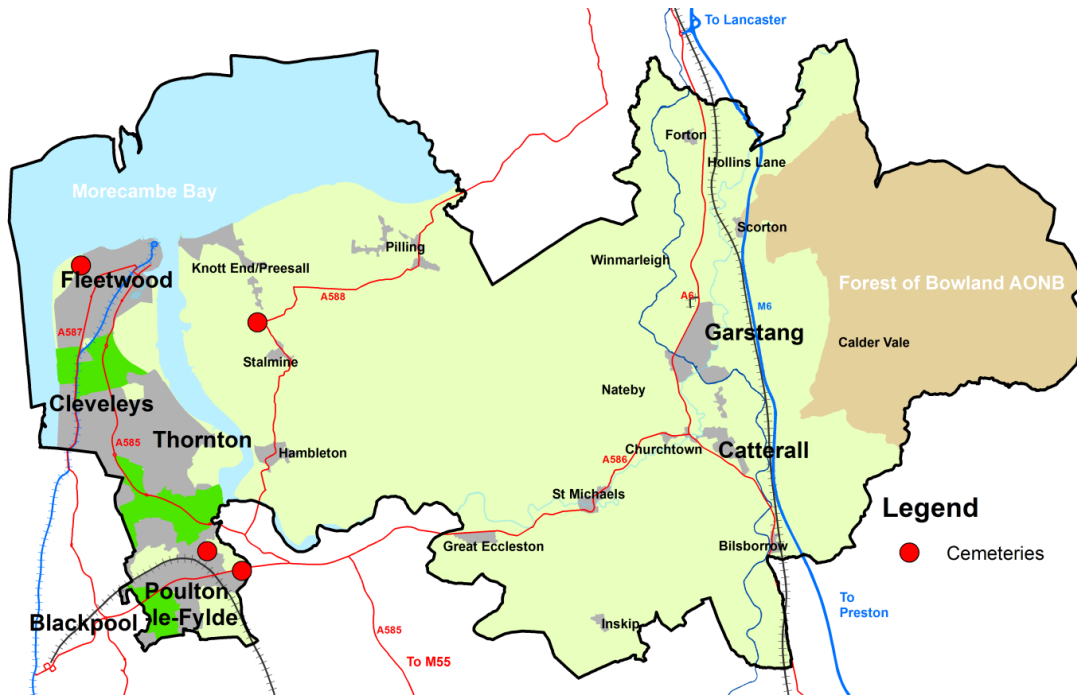 To Lancaster
Forton
Hollins Lane
Morecambe Bay
Scorton
Pilling
Knott End/Preesall
Winmarleigh
Fleetwood
A588
A6
Forest of Bowland AONB
M6
A587
Garstang
Stalmine
Calder Vale
Nateby
Cleveleys
Thornton
A585
Hambleton
Churchtown
Catterall
A586
St Michaels
Legend
Great Eccleston
Bilsborrow
Cemeteries
Poulton
-le-Fylde
Blackpool
To
Preston
Inskip
A585
To M55